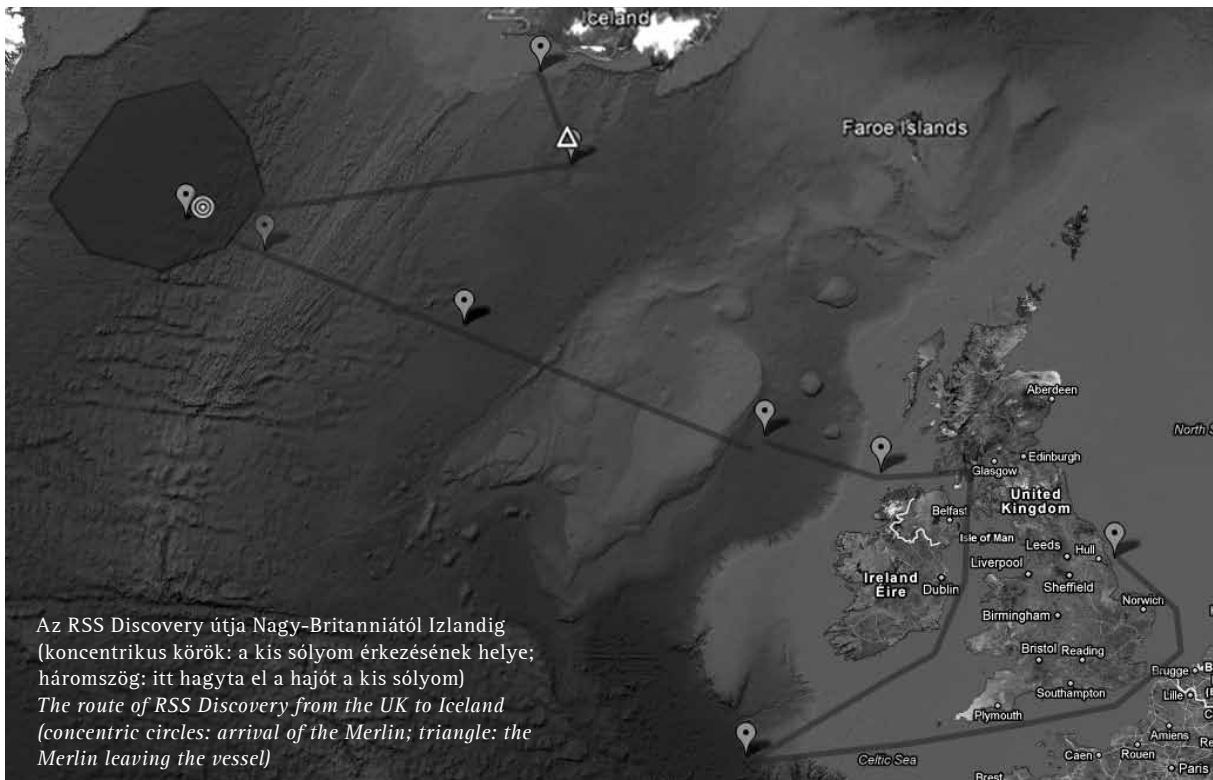 Iceland
Faroe Islands
Aberdeen
Edinburgh
Glasgow
North S
United
Kingdom
Belfast
Isle of Man
Leeds
Hull
Liverpool
Sheffield
Ireland
Éire
Dublin
Norwich
Birmingham
Bristol
Reading
Southampton
Plymouth
Brugge
Lille
Amiens
Caen
Rouen
Re
Paris
Brest
Celtic Sea
Az RSS Discovery útja Nagy-Britanniától Izlandig
(koncentrikus körök: a kis sólyom érkezésének helye;
háromszög: itt hagyta el a hajót a kis sólyom)
The route of RSS Discovery from the UK to Iceland
(concentric circles: arrival of the Merlin; triangle: the
Merlin leaving the vessel)